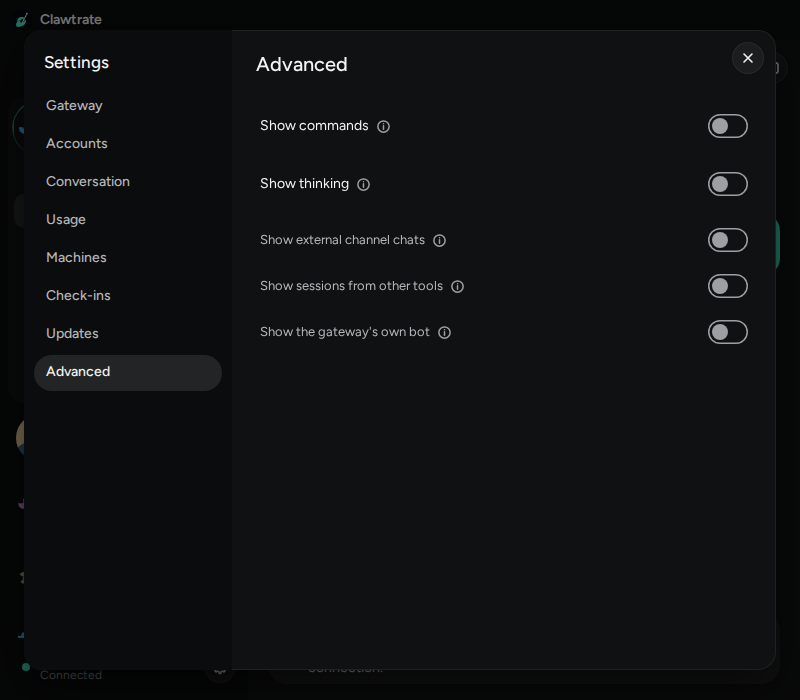 Clawtrate
Settings
Gateway
Accounts
Conversation
Usage
Machines
Check-ins
Updates
Advanced
Advanced
Show commands
Show thinking
Show external channel chats
Show sessions from other tools
Show the gateway's own bot
Connected
connection.